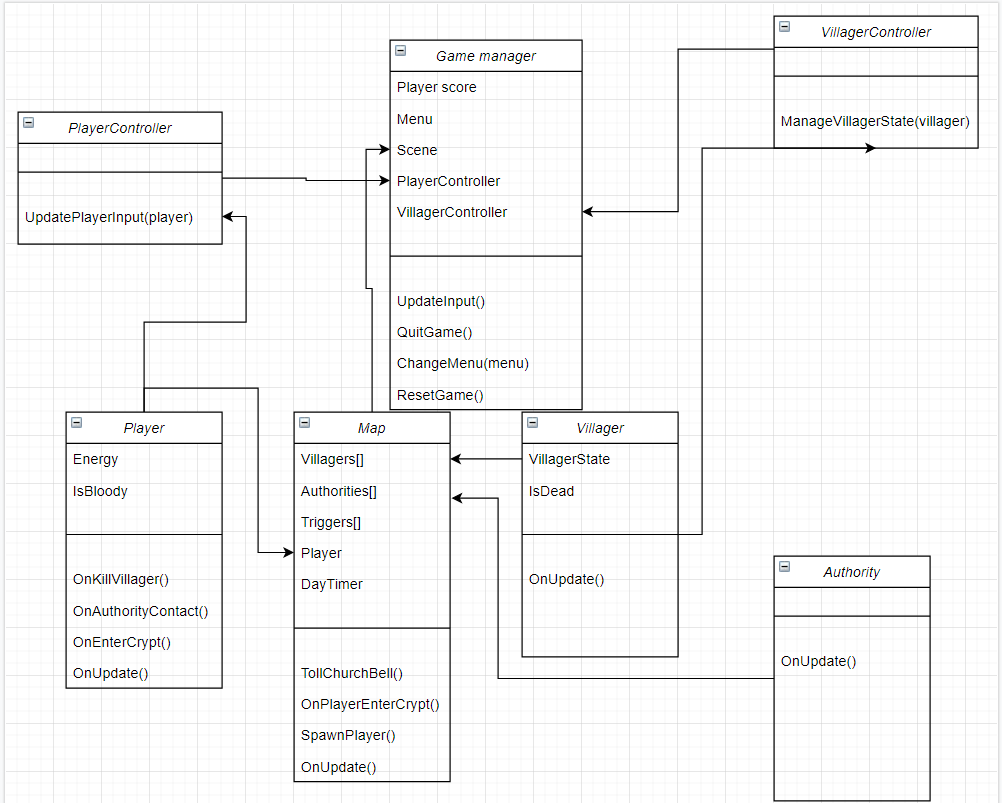 PlayerController
UpdatePlayerInput(player)
Game manager
Player score
Menu
Scene
PlayerController
VillagerController
UpdateInput()
QuitGame()
ChangeMenu(menu)
ResetGame()
VillagerController
ManageVillagerState(villager)
Player
Energy
IsBloody
OnKillVillager()
OnAuthorityContact()
OnEnterCrypt()
OnUpdate()
Map
Villagers[]
Authorities[]
Triggers[]
Player
DayTimer
TollChurchBell()
OnPlayerEnterCrypt()
SpawnPlayer()
OnUpdate()
Villager
VillagerState
IsDead
OnUpdate()
Authority
OnUpdate()